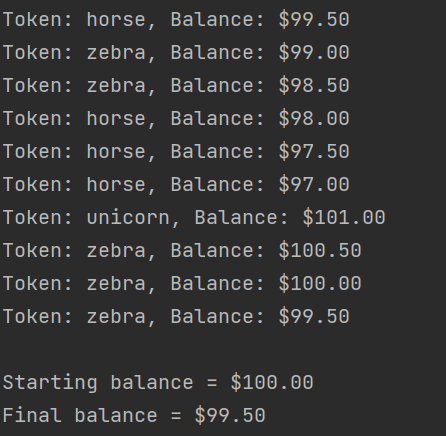 Token: horse, Balance: $99.50
Token: zebra, Balance: $99.00
Token: zebra, Balance: $98.50
Token: horse, Balance: $98.00
Token: horse, Balance: $97.50
Token: horse, Balance: $97.00
Token: unicorn, Balance: $101.00
Token: zebra, Balance: $100.50
Token: zebra, Balance: $100.00
Token: zebra, Balance: $99.50

Starting balance = $100.00
Final balance = $99.50